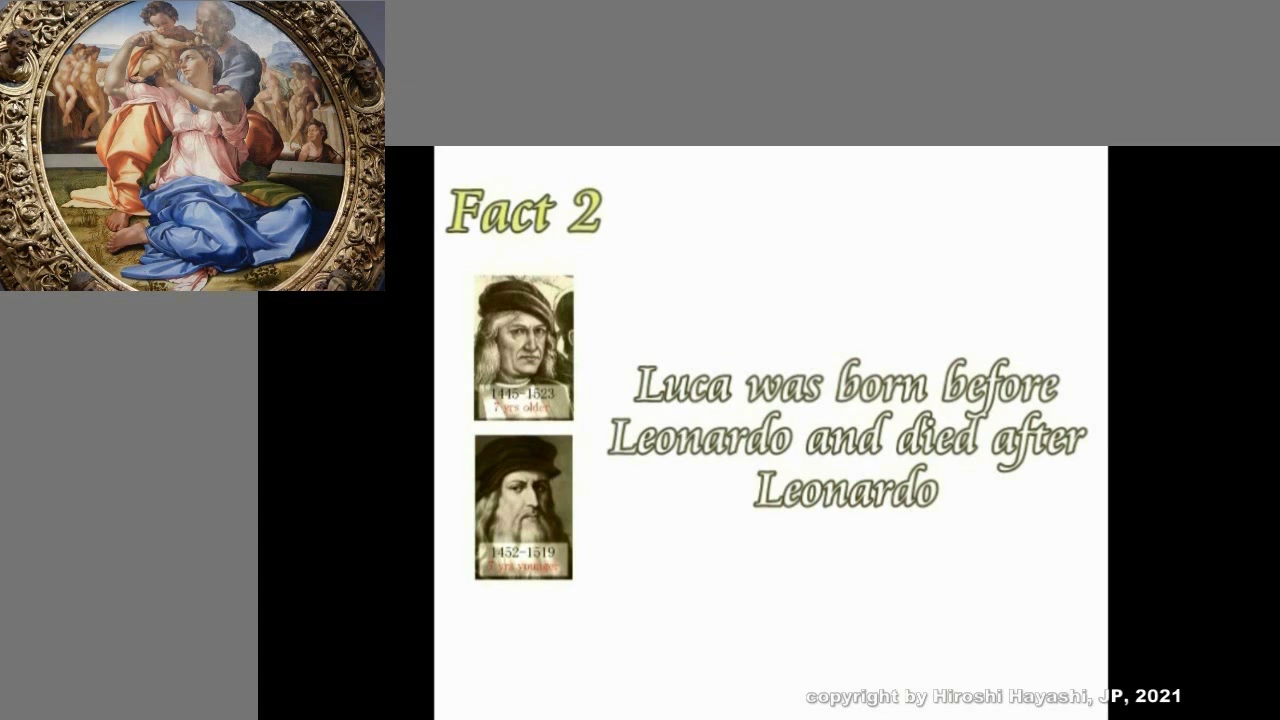 Fact 2
1445-1523
7 yrs older
Luca was born before
Leonardo and died after
Leonardo
1452-1519
7 yrs younger
copyright by Hiroshi Hayashi, JP, 2021